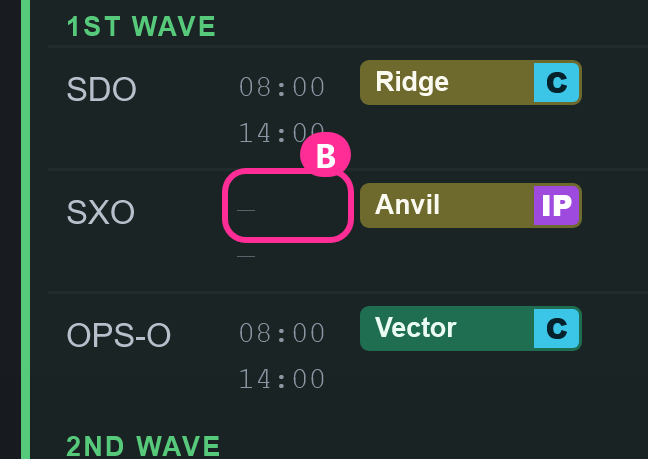 1ST WAVE
SDO 08:00 Ridge C
14:00
B
SXO — Anvil IP
—
OPS-O 08:00 Vector C
14:00
2ND WAVE